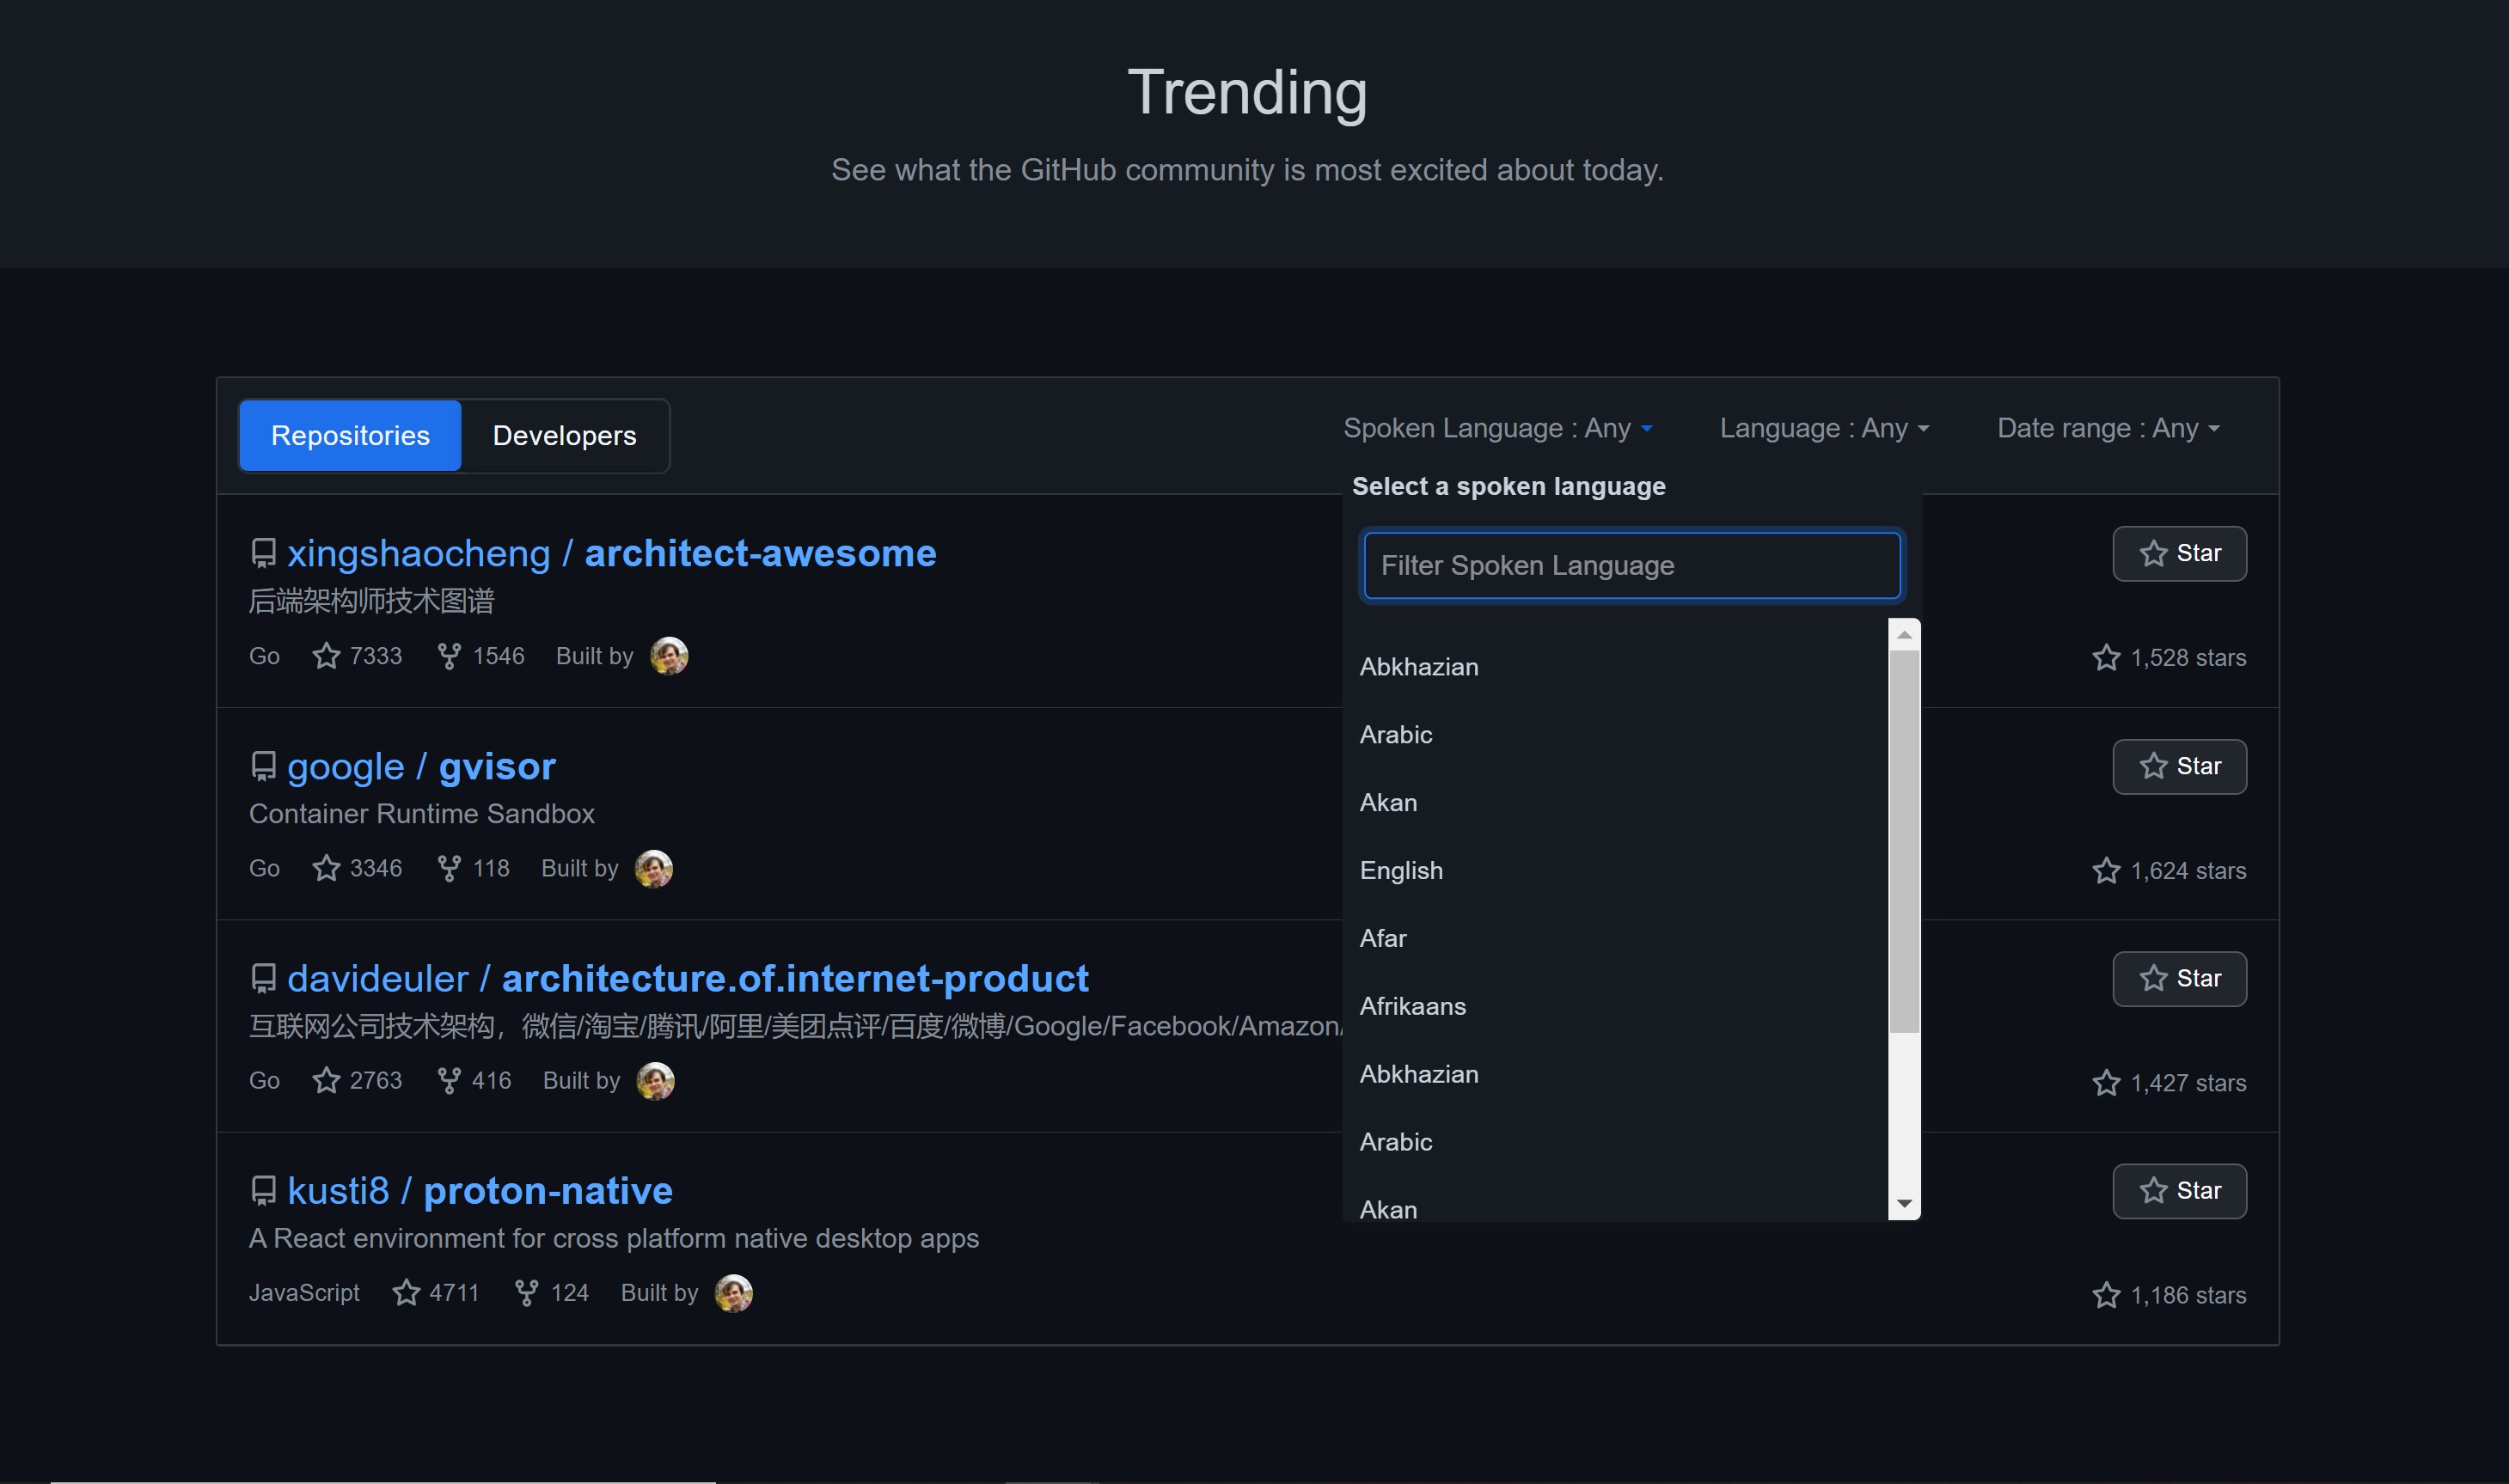 Trending
See what the GitHub community is most excited about today.
Repositories Developers Spoken Language : Any Language : Any Date range : Any
Select a spoken language
Filter Spoken Language
Abkhazian
Arabic
Akan
English
Afar
Afrikaans
Abkhazian
Arabic
Akan
xingshaocheng / architect-awesome Star
后端架构师技术图谱
Go 7333 1546 Built by 1,528 stars
google / gvisor Star
Container Runtime Sandbox
Go 3346 118 Built by 1,624 stars
davideuler / architecture.of.internet-product Star
互联网公司技术架构，微信/淘宝/腾讯/阿里/美团点评/百度/微博/Google/Facebook/Amazon/
Go 2763 416 Built by 1,427 stars
kusti8 / proton-native Star
A React environment for cross platform native desktop apps
JavaScript 4711 124 Built by 1,186 stars